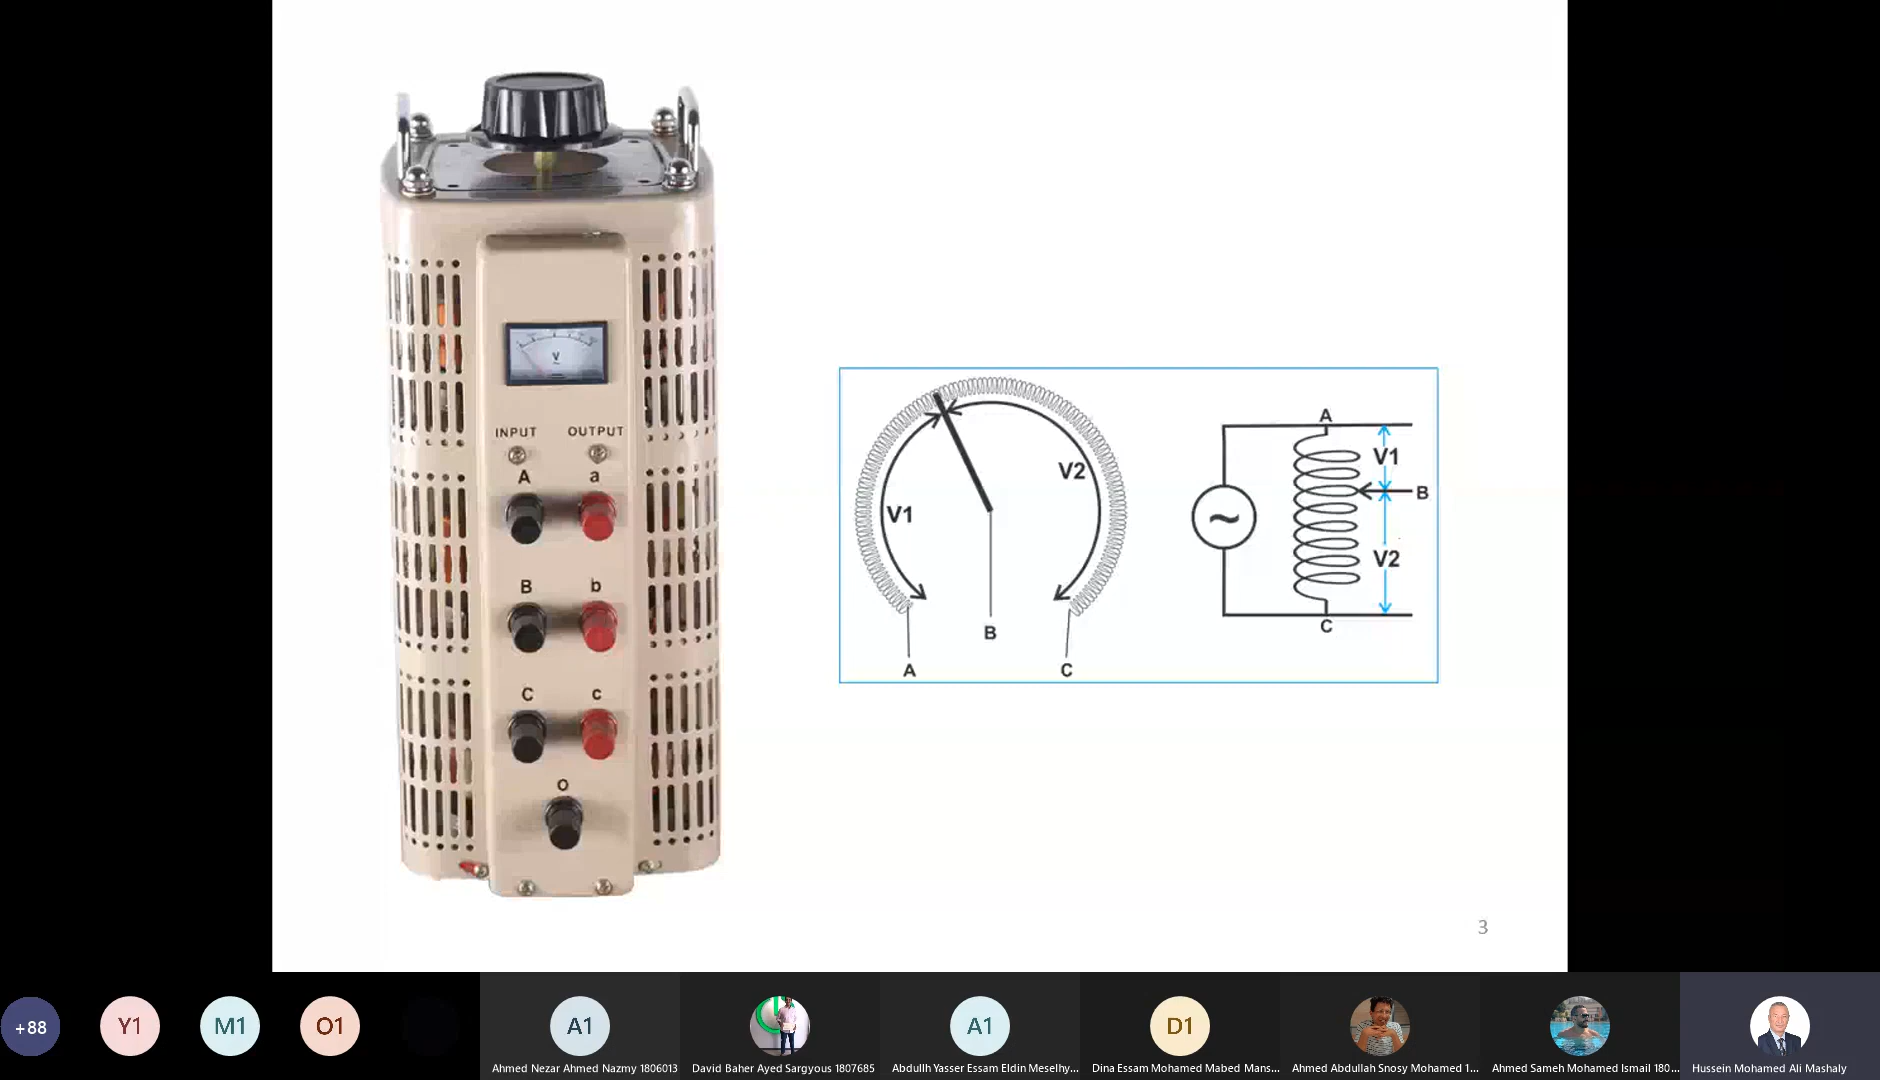 V
INPUT OUTPUT
A a
B b
C c
O
V1
V2
B
A
C
A
V1
B
V2
C
3
+88
Y1
M1
O1
A1
A1
D1
Ahmed Nezar Ahmed Nazmy 1806013
David Baher Ayed Sargyous 1807685
Abdullh Yasser Essam Eldin Meselhy...
Dina Essam Mohamed Mabed Mans...
Ahmed Abdullah Snosy Mohamed 1...
Ahmed Sameh Mohamed Ismail 180...
Hussein Mohamed Ali Mashaly